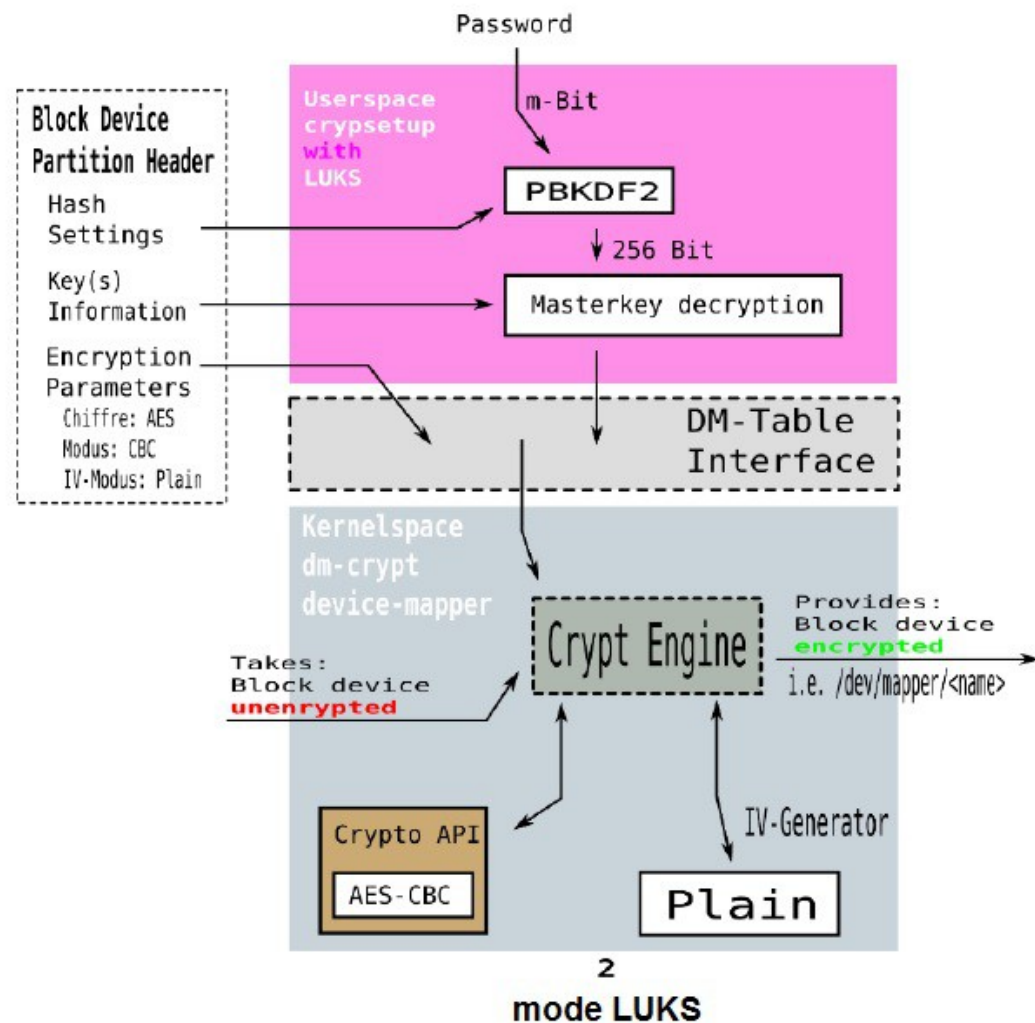 Password
Userspace
crypsetup
with
LUKS
m-Bit
PBKDF2
256 Bit
Masterkey decryption
Block Device
Partition Header
Hash
Settings
Key(s)
Information
Encryption
Parameters
Chiffre: AES
Modus: CBC
IV-Modus: Plain
DM-Table
Interface
Kernelspace
dm-crypt
device-mapper
Crypt Engine
Takes:
Block device
unenrypted
Provides:
Block device
encrypted
i.e. /dev/mapper/<name>
Crypto API
AES-CBC
IV-Generator
Plain
2
mode LUKS